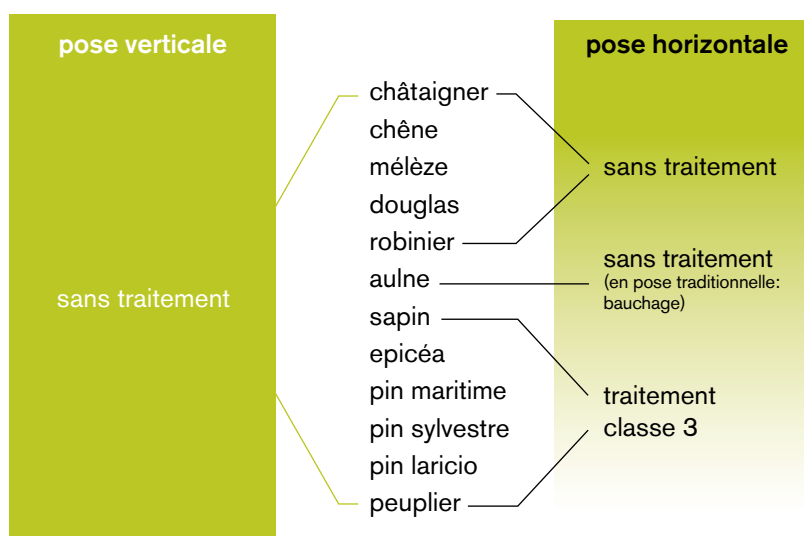 pose verticale
sans traitement
châtaigner
chêne
mélèze
douglas
robinier
aulne
sapin
epicéa
pin maritime
pin sylvestre
pin laricio
peuplier
pose horizontale
sans traitement
sans traitement
(en pose traditionnelle:
bauchage)
traitement
classe 3